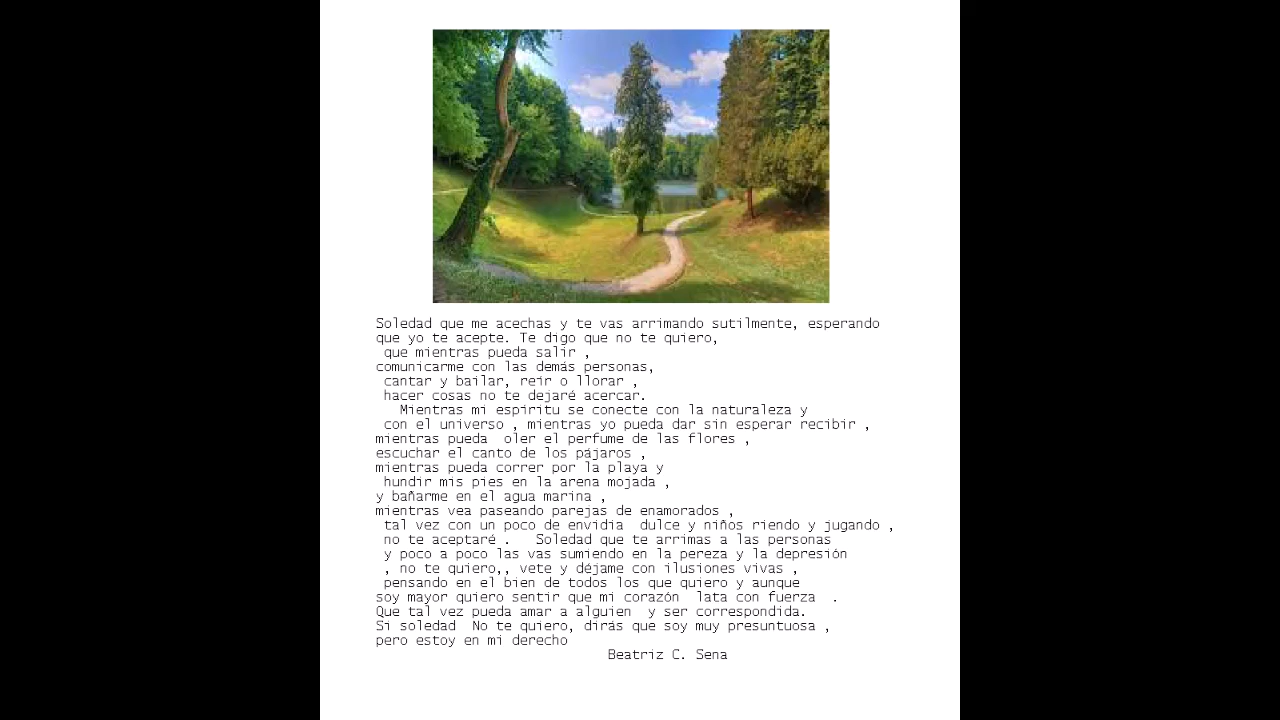 Soledad que me acechas y te vas arrimando sutilmente, esperando
que yo te acepte. Te digo que no te quiero,
que mientras pueda salir ,
comunicarme con las demás personas,
cantar y bailar, reir o llorar ,
hacer cosas no te dejaré acercar.
Mientras mi espiritu se conecte con la naturaleza y
con el universo , mientras yo pueda dar sin esperar recibir ,
mientras pueda  oler el perfume de las flores ,
escuchar el canto de los pájaros ,
mientras pueda correr por la playa y
hundir mis pies en la arena mojada ,
y bañarme en el agua marina ,
mientras vea paseando parejas de enamorados ,
tal vez con un poco de envidia  dulce y niños riendo y jugando ,
no te aceptaré .   Soledad que te arrimas a las personas
y poco a poco las vas sumiendo en la pereza y la depresión
, no te quiero,, vete y déjame con ilusiones vivas ,
pensando en el bien de todos los que quiero y aunque
soy mayor quiero sentir que mi corazón  lata con fuerza  .
Que tal vez pueda amar a alguien  y ser correspondida.
Si soledad  No te quiero, dirás que soy muy presuntuosa ,
pero estoy en mi derecho
Beatriz C. Sena